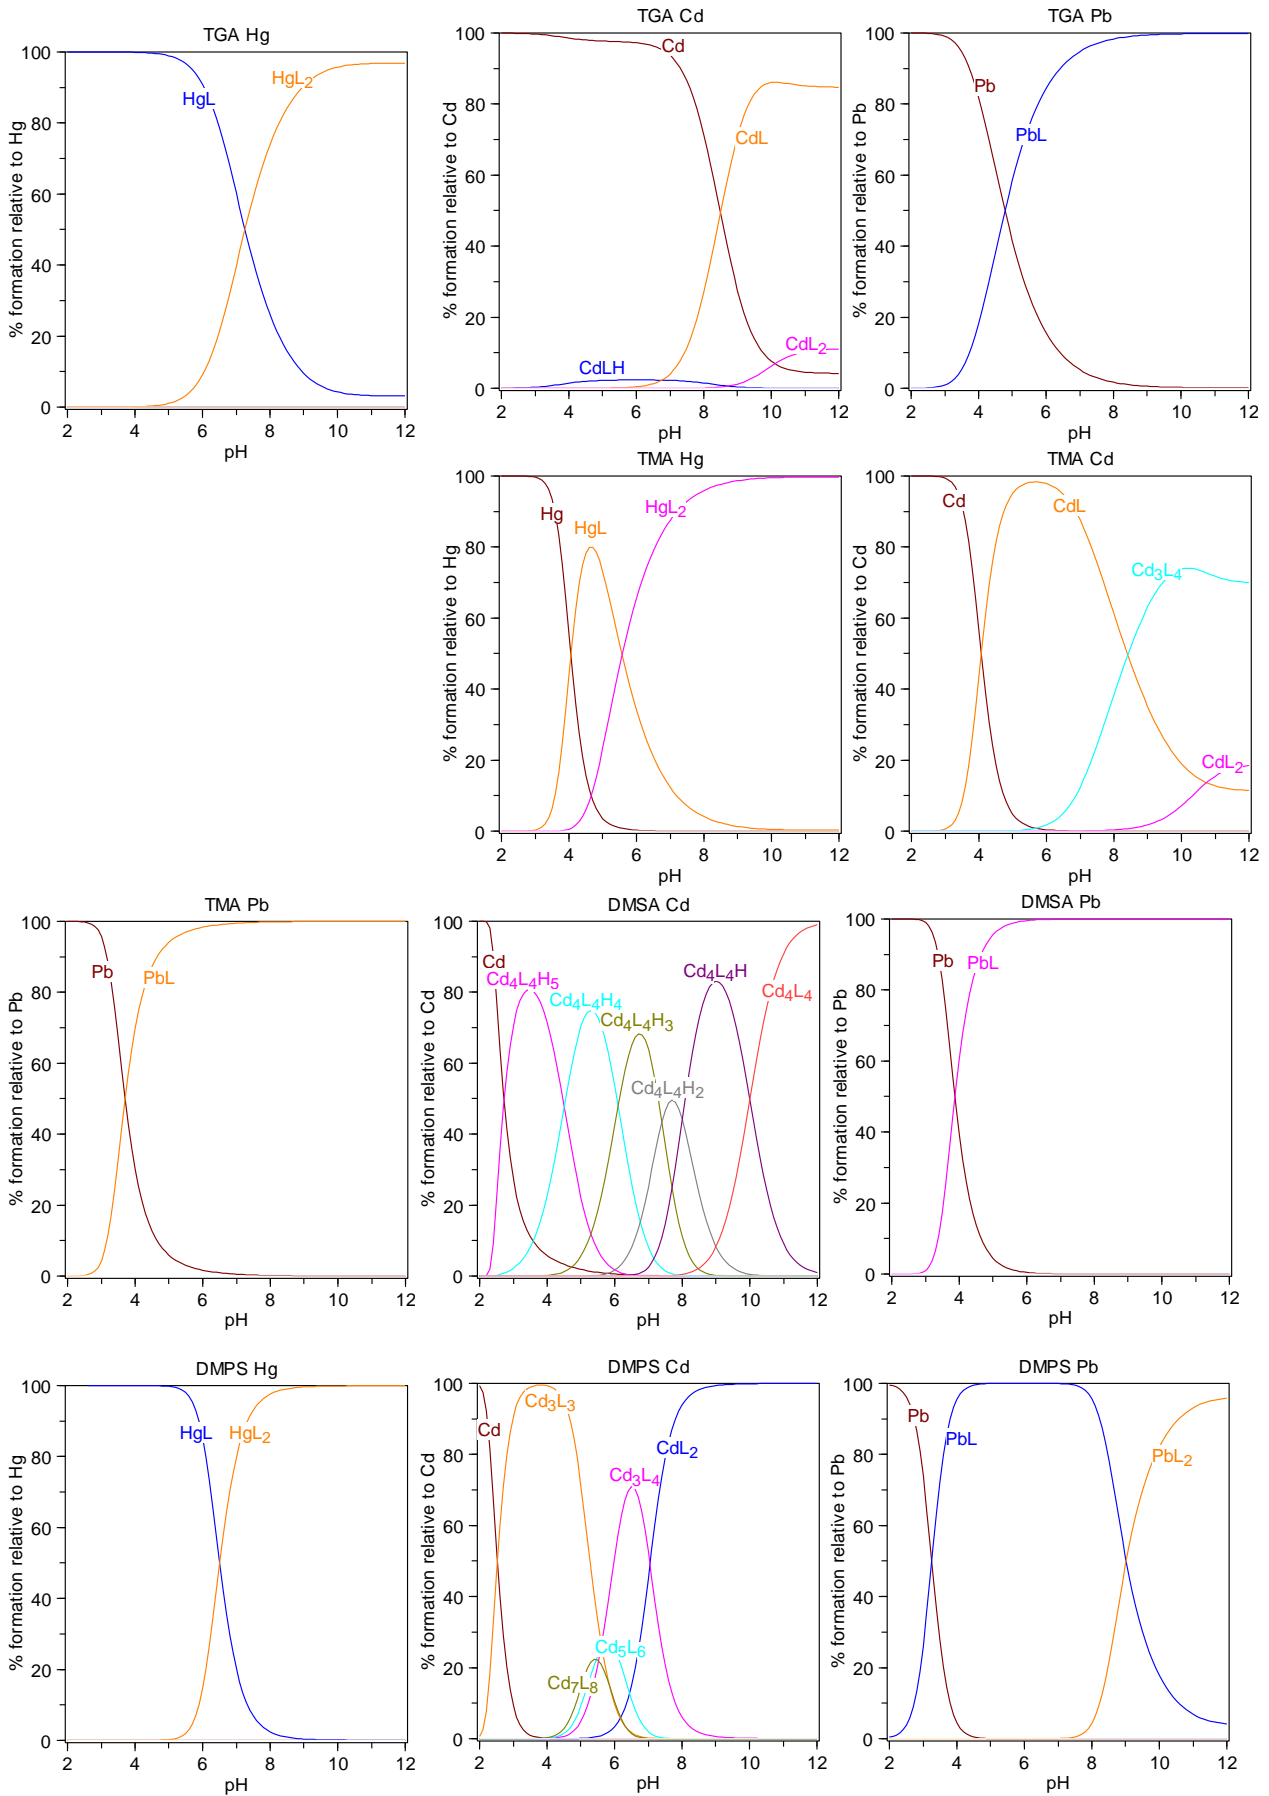 TGA Hg
100
80
60
40
20
0
% formation relative to Hg
HgL
HgL2
2 4 6 8 10 12
pH
TGA Cd
100
80
60
40
20
0
% formation relative to Cd
Cd
CdL
CdLH
CdL2
2 4 6 8 10 12
pH
TGA Pb
100
80
60
40
20
0
% formation relative to Pb
Pb
PbL
2 4 6 8 10 12
pH
TMA Hg
100
80
60
40
20
0
% formation relative to Hg
Hg
HgL
HgL2
2 4 6 8 10 12
pH
TMA Cd
100
80
60
40
20
0
% formation relative to Cd
Cd
CdL
Cd3L4
CdL2
2 4 6 8 10 12
pH
TMA Pb
100
80
60
40
20
0
% formation relative to Pb
Pb
PbL
2 4 6 8 10 12
pH
DMSA Cd
100
80
60
40
20
0
% formation relative to Cd
Cd
Cd4L4H5
Cd4L4H4
Cd4L4H3
Cd4L4H2
Cd4L4H
Cd4L4
2 4 6 8 10 12
pH
DMSA Pb
100
80
60
40
20
0
% formation relative to Pb
Pb
PbL
2 4 6 8 10 12
pH
DMPS Hg
100
80
60
40
20
0
% formation relative to Hg
HgL
HgL2
2 4 6 8 10 12
pH
DMPS Cd
100
80
60
40
20
0
% formation relative to Cd
Cd
Cd3L3
CdL2
Cd3L4
Cd5L6
Cd7L8
2 4 6 8 10 12
pH
DMPS Pb
100
80
60
40
20
0
% formation relative to Pb
Pb
PbL
PbL2
2 4 6 8 10 12
pH